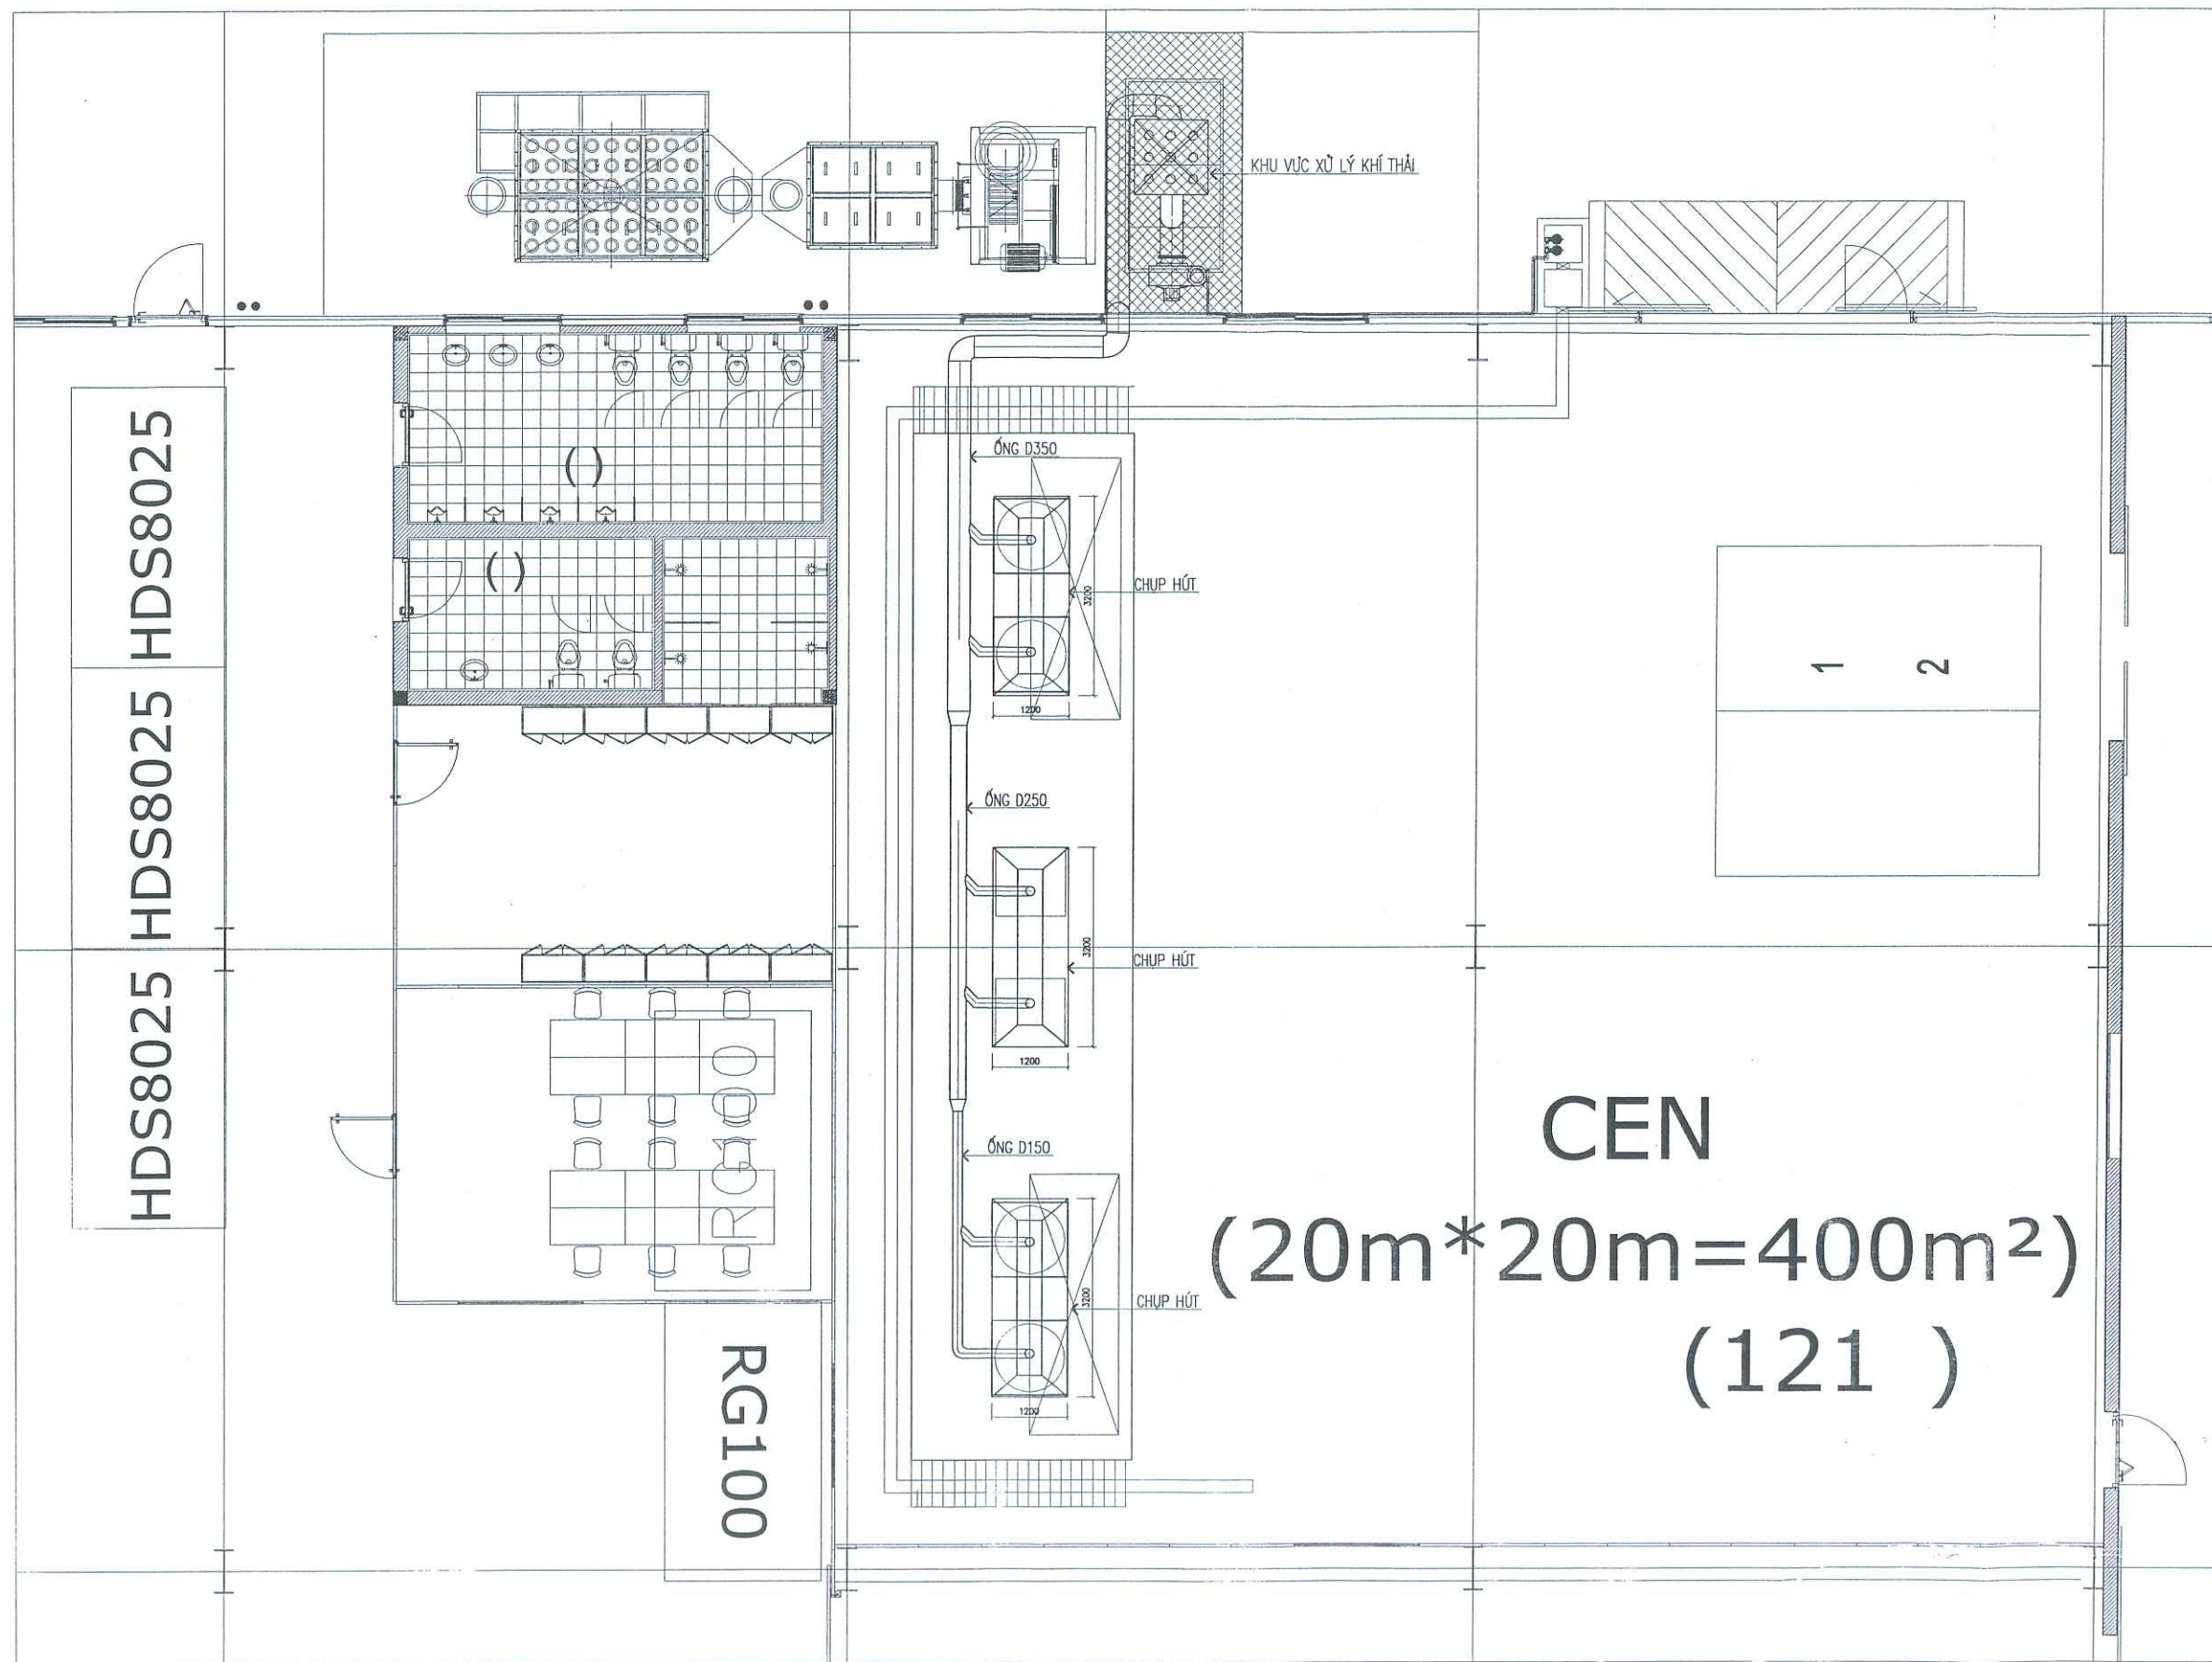 KHU VỰC XỬ LÝ KHÍ THẢI
HDS8025
HDS8025
HDS8025
( )
( )
ỐNG D350
CHỤP HÚT
3200
1200
1
2
ỐNG D250
CHỤP HÚT
3200
1200
RG100
ỐNG D150
CHỤP HÚT
3200
1200
RG100
CEN
(20m*20m=400m²)
(121 )